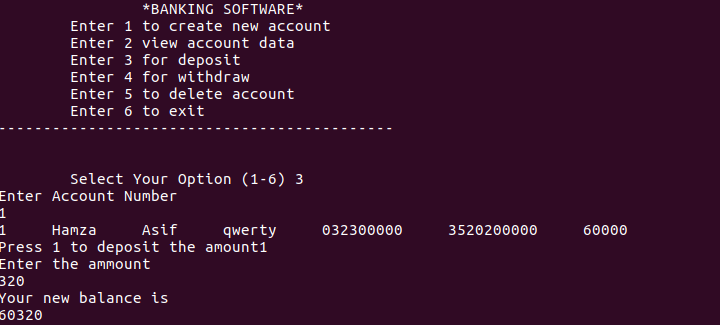 *BANKING SOFTWARE*
Enter 1 to create new account
Enter 2 view account data
Enter 3 for deposit
Enter 4 for withdraw
Enter 5 to delete account
Enter 6 to exit
--------------------------------------------
Select Your Option (1-6) 3
Enter Account Number
1
1 Hamza Asif qwerty 032300000 3520200000 60000
Press 1 to deposit the amount1
Enter the ammount
320
Your new balance is
60320